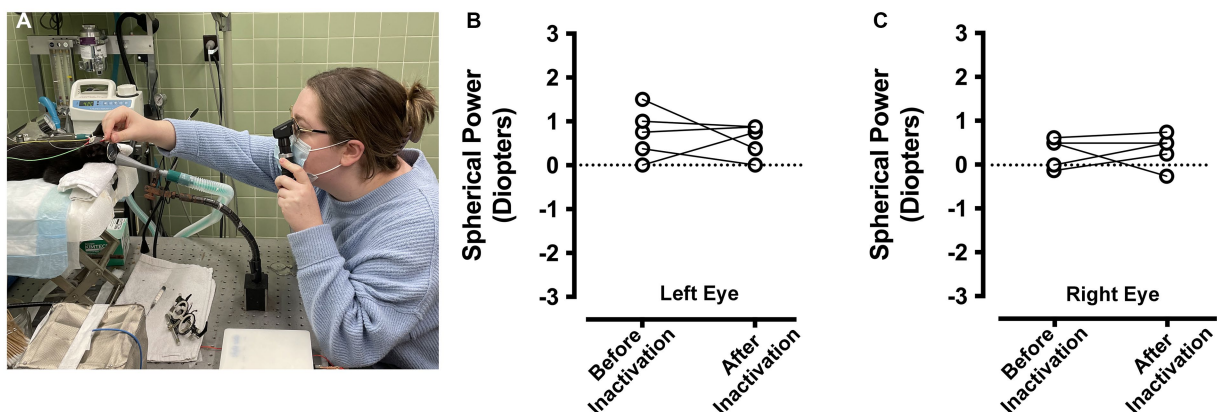 A
B
3
2
1
0
-1
-2
-3
Spherical Power
(Diopters)
Left Eye
Before
Inactivation
After
Inactivation
C
3
2
1
0
-1
-2
-3
Spherical Power
(Diopters)
Right Eye
Before
Inactivation
After
Inactivation